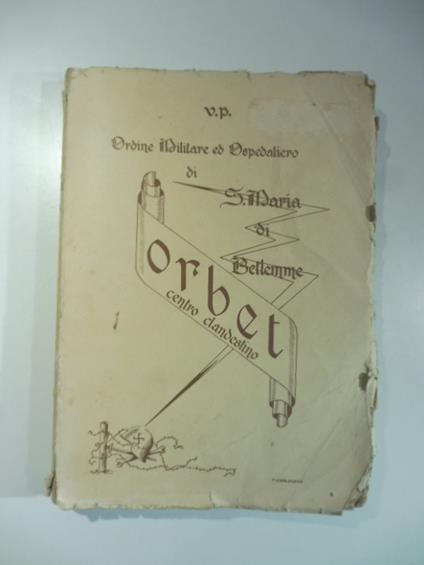 V.P.
Ordine Militare ed Ospedaliero
di
S. Maria
di
Betlemme
Orbet
centro clandestino